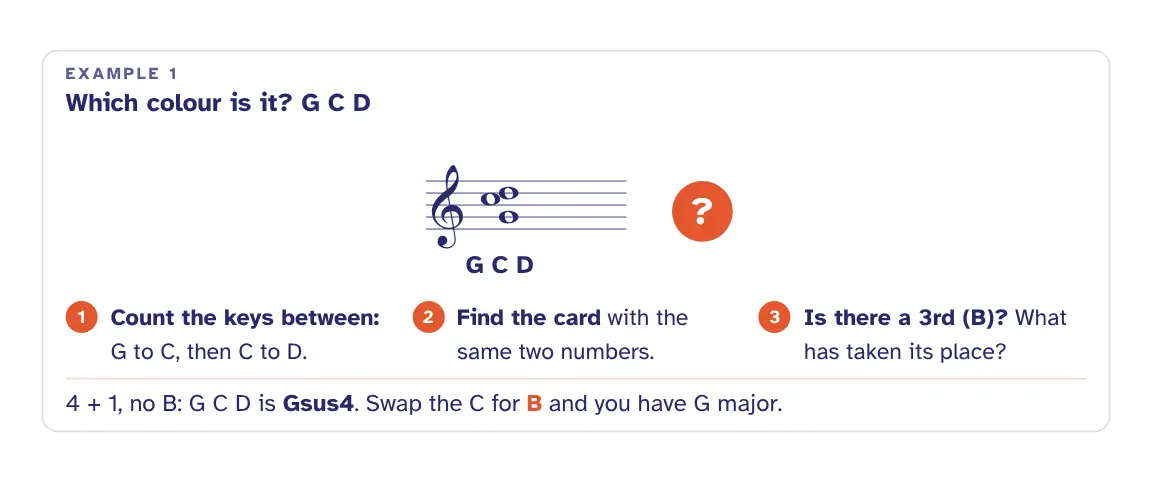 EXAMPLE 1
Which colour is it? G C D
?
G C D
1 Count the keys between:
G to C, then C to D.
2 Find the card with the
same two numbers.
3 Is there a 3rd (B)? What
has taken its place?
4 + 1, no B: G C D is Gsus4. Swap the C for B and you have G major.